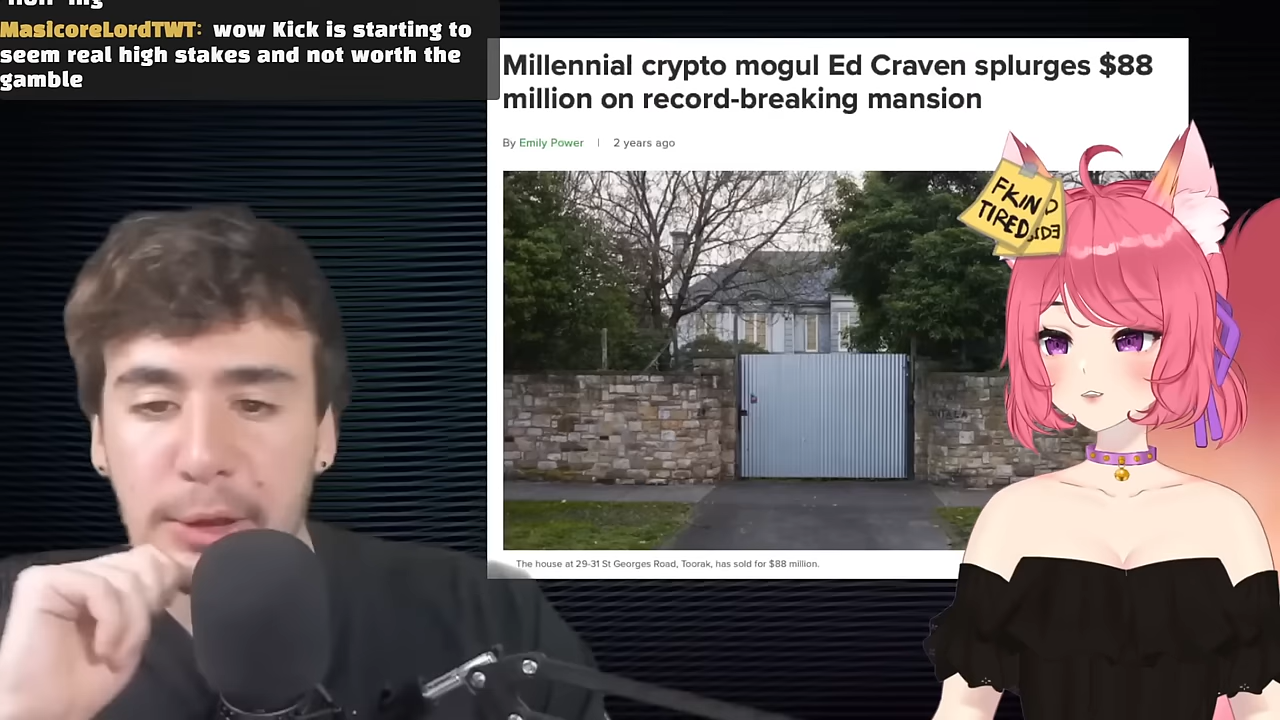 MasicoreLordTWT: wow Kick is starting to
seem real high stakes and not worth the
gamble
Millennial crypto mogul Ed Craven splurges $88
million on record-breaking mansion
By Emily Power | 2 years ago
FKIN
TIRED
The house at 29-31 St Georges Road, Toorak, has sold for $88 million.